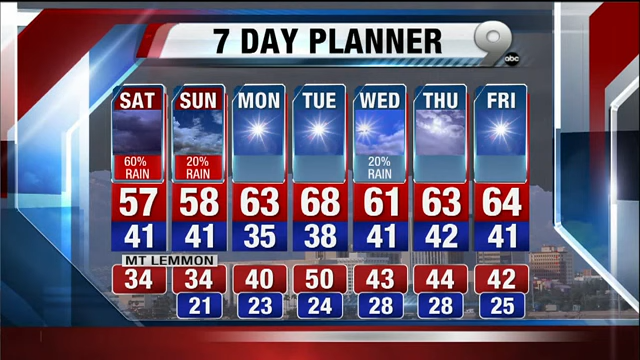 7 DAY PLANNER 9 abc
SAT SUN MON TUE WED THU FRI
60% 20% 20%
RAIN RAIN RAIN
57 58 63 68 61 63 64
41 41 35 38 41 42 41
MT LEMMON
34 34 40 50 43 44 42
21 23 24 28 28 25